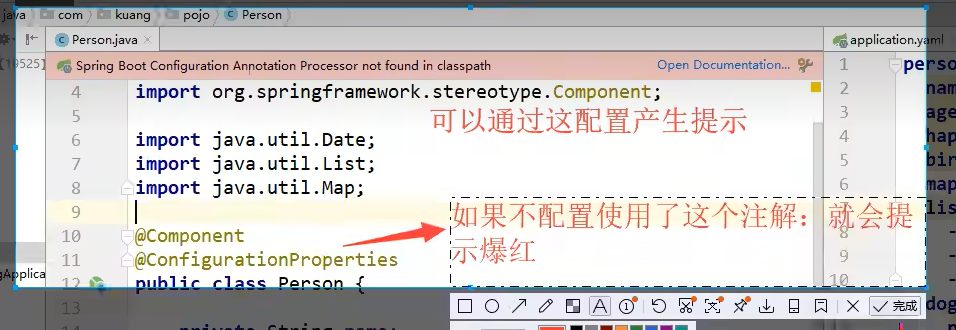 java com kuang pojo Person
Person.java application.yaml
[19525]
Spring Boot Configuration Annotation Processor not found in classpath Open Documentation...
4 import org.springframework.stereotype.Component;
可以通过这配置产生提示
5
6 import java.util.Date;
7 import java.util.List;
8 import java.util.Map;
9
如果不配置使用了这个注解：就会提
示爆红
10 @Component
11 @ConfigurationProperties
12 public class Person {
13
1 perso
2 nam
3 age
4 hap
5 bir
6 map
lis
8
10
dog
gApplica
A
1
完成